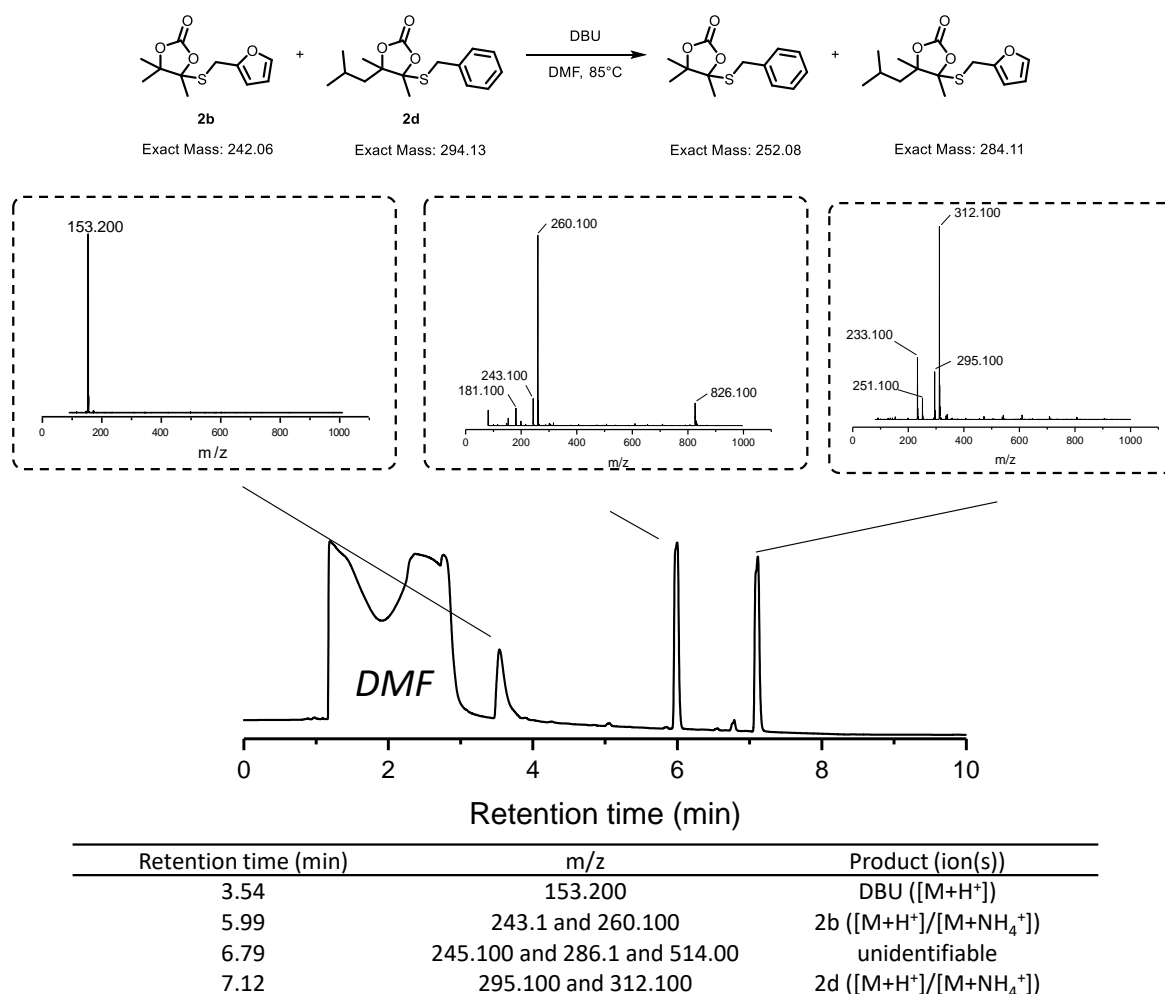 O O O O DBU O O O O S O + O O S DMF, 85°C O O S + O O S O
2b 2d
Exact Mass: 242.06 Exact Mass: 294.13 Exact Mass: 252.08 Exact Mass: 284.11
153.200
0 200 400 600 800 1000
m/z
260.100
243.100
181.100
826.100
0 200 400 600 800 1000
m/z
312.100
233.100
295.100
251.100
0 200 400 600 800 1000
m/z
DMF
0 2 4 6 8 10
Retention time (min)
Retention time (min) m/z Product (ion(s))
3.54 153.200 DBU ([M+H⁺])
5.99 243.1 and 260.100 2b ([M+H⁺]/[M+NH₄⁺])
6.79 245.100 and 286.1 and 514.00 unidentifiable
7.12 295.100 and 312.100 2d ([M+H⁺]/[M+NH₄⁺])